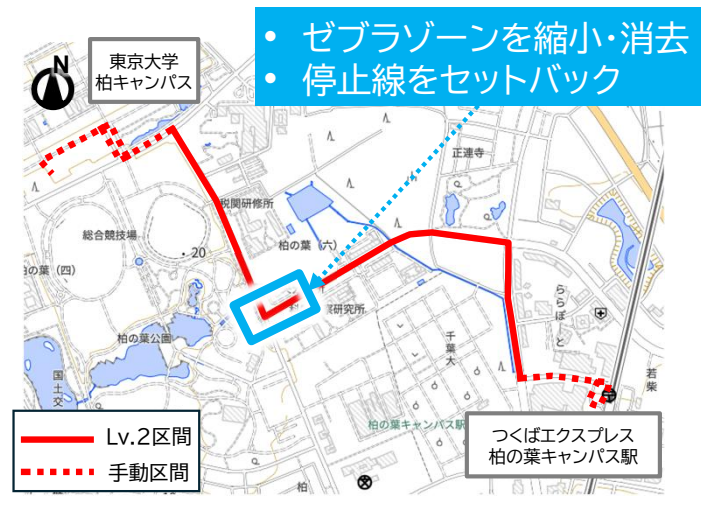 • ゼブラゾーンを縮小・消去
• 停止線をセットバック
N
東京大学
柏キャンパス
正連寺
税関研修所
総合競技場
20
柏の葉(六)
の葉(四)
ららぽーと
研究所
柏の葉公園
千葉大
国土交
若柴
柏の葉キャンパス駅
Lv.2区間
手動区間
つくばエクスプレス
柏の葉キャンパス駅
柏